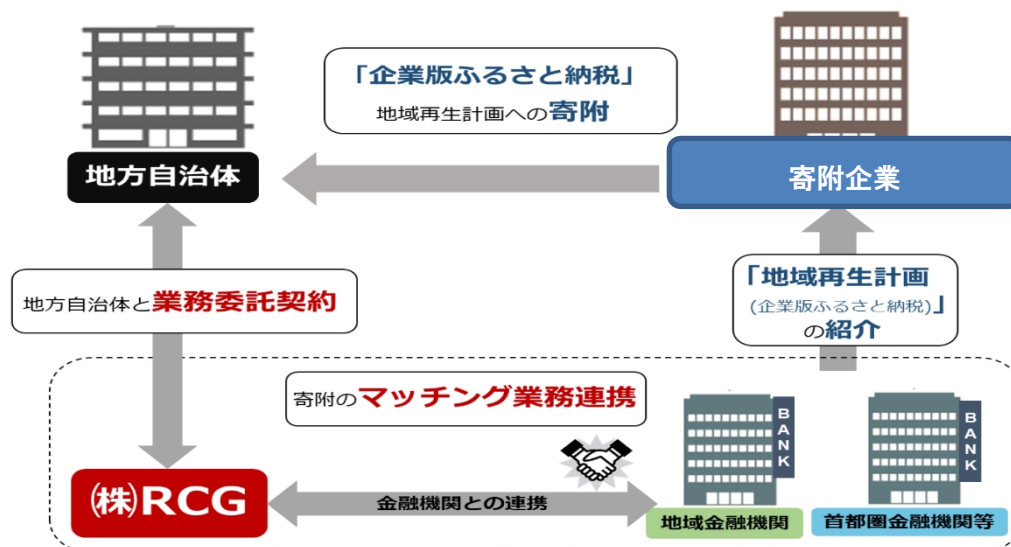 「企業版ふるさと納税」
地域再生計画への寄附
地方自治体
寄附企業
地方自治体と業務委託契約
「地域再生計画
(企業版ふるさと納税)」
の紹介
寄附のマッチング業務連携
BANK
BANK
㈱RCG
金融機関との連携
地域金融機関
首都圏金融機関等